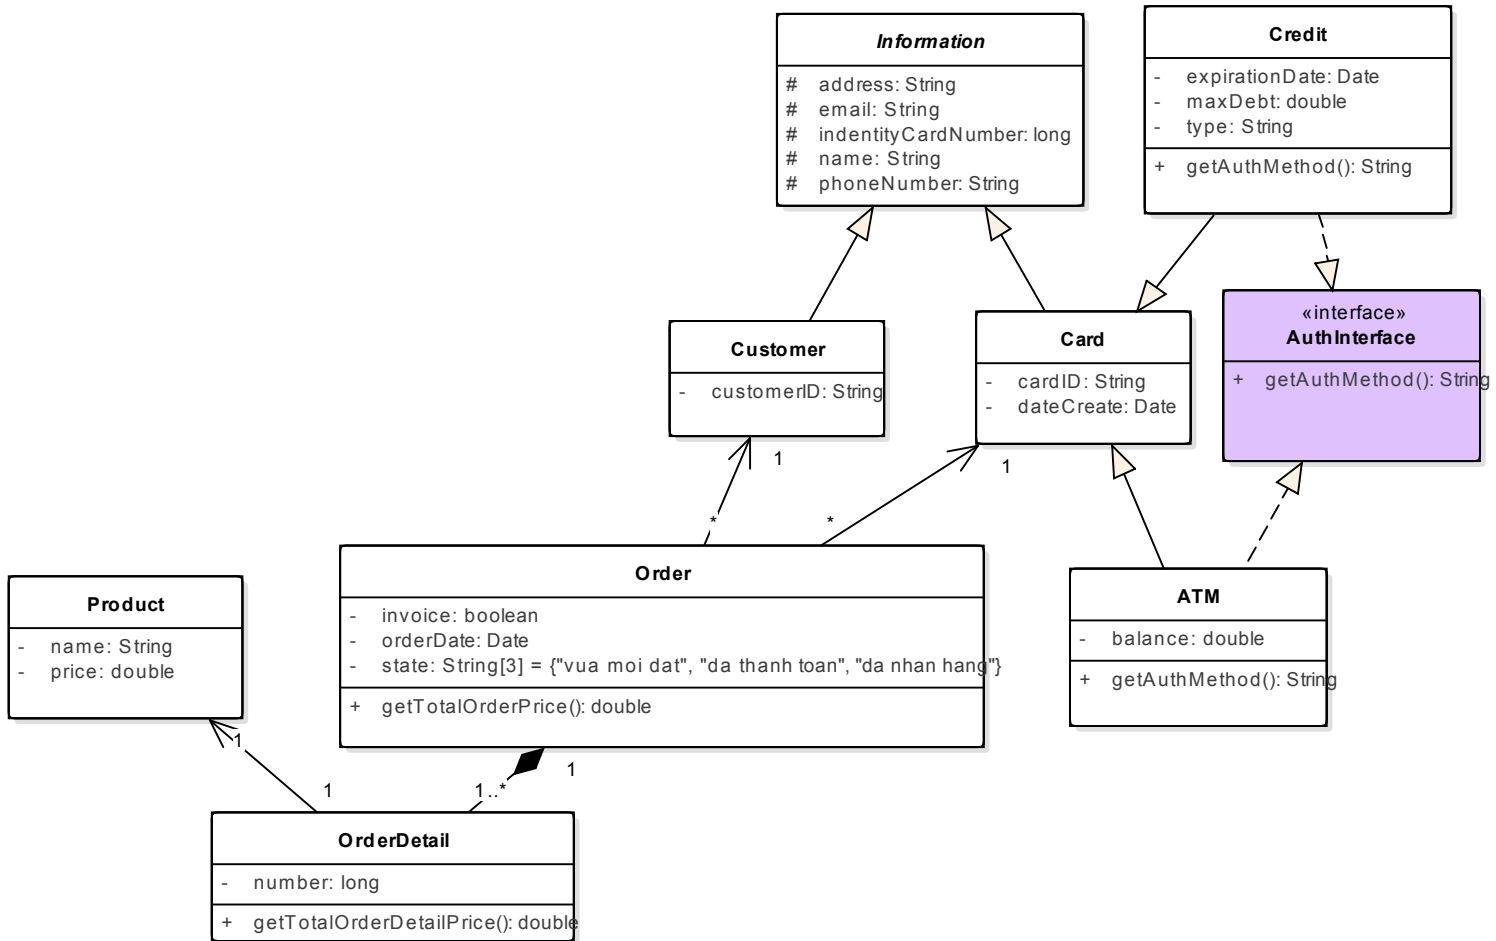 Information
# address: String
# email: String
# indentityCardNumber: long
# name: String
# phoneNumber: String
Credit
- expirationDate: Date
- maxDebt: double
- type: String
+ getAuthMethod(): String
Customer
- customerID: String
Card
- cardID: String
- dateCreate: Date
«interface»
AuthInterface
+ getAuthMethod(): String
1
1
*
*
Order
- invoice: boolean
- orderDate: Date
- state: String[3] = {"vua moi dat", "da thanh toan", "da nhan hang"}
+ getTotalOrderPrice(): double
Product
- name: String
- price: double
ATM
- balance: double
+ getAuthMethod(): String
1
1
1
1..*
OrderDetail
- number: long
+ getTotalOrderDetailPrice(): double